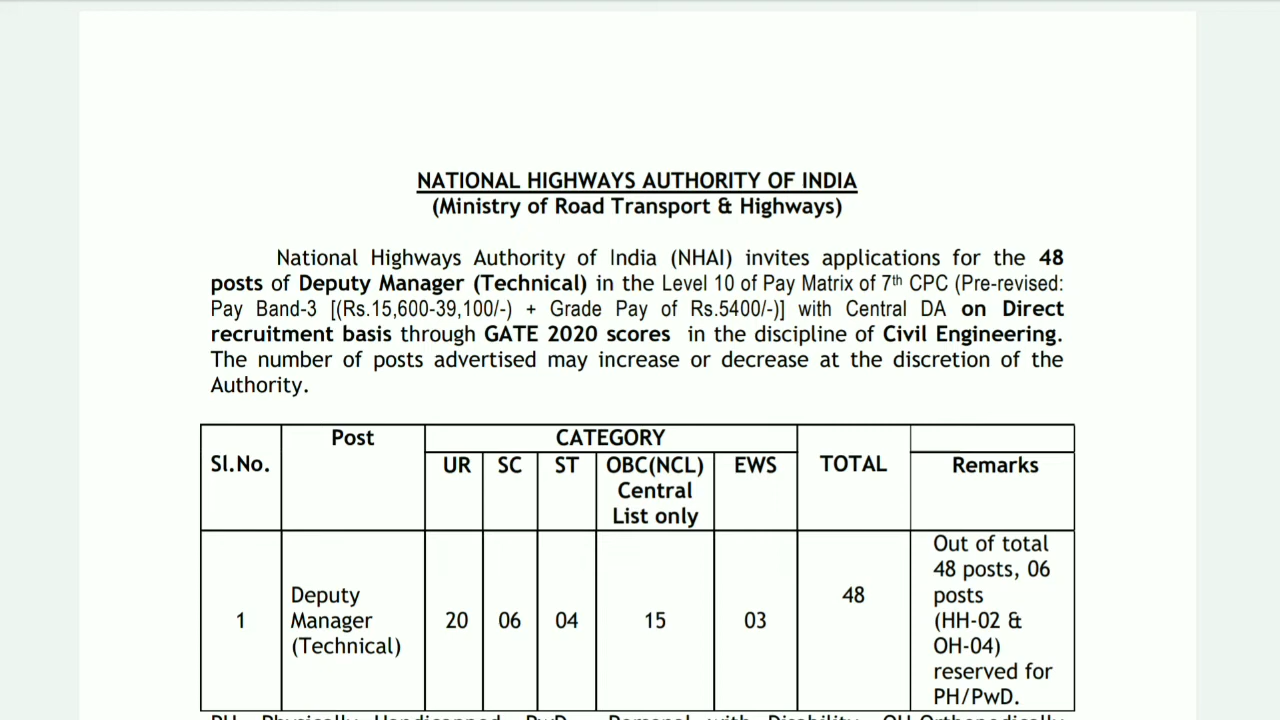 NATIONAL HIGHWAYS AUTHORITY OF INDIA
(Ministry of Road Transport & Highways)
National Highways Authority of India (NHAI) invites applications for the 48
posts of Deputy Manager (Technical) in the Level 10 of Pay Matrix of 7th CPC (Pre-revised:
Pay Band-3 [(Rs.15,600-39,100/-) + Grade Pay of Rs.5400/-)] with Central DA on Direct
recruitment basis through GATE 2020 scores in the discipline of Civil Engineering.
The number of posts advertised may increase or decrease at the discretion of the
Authority.
Sl.No. Post CATEGORY TOTAL Remarks
UR SC ST OBC(NCL) EWS
Central
List only
1 Deputy Manager (Technical) 20 06 04 15 03 48
Out of total
48 posts, 06
posts
(HH-02 &
OH-04)
reserved for
PH/PwD.